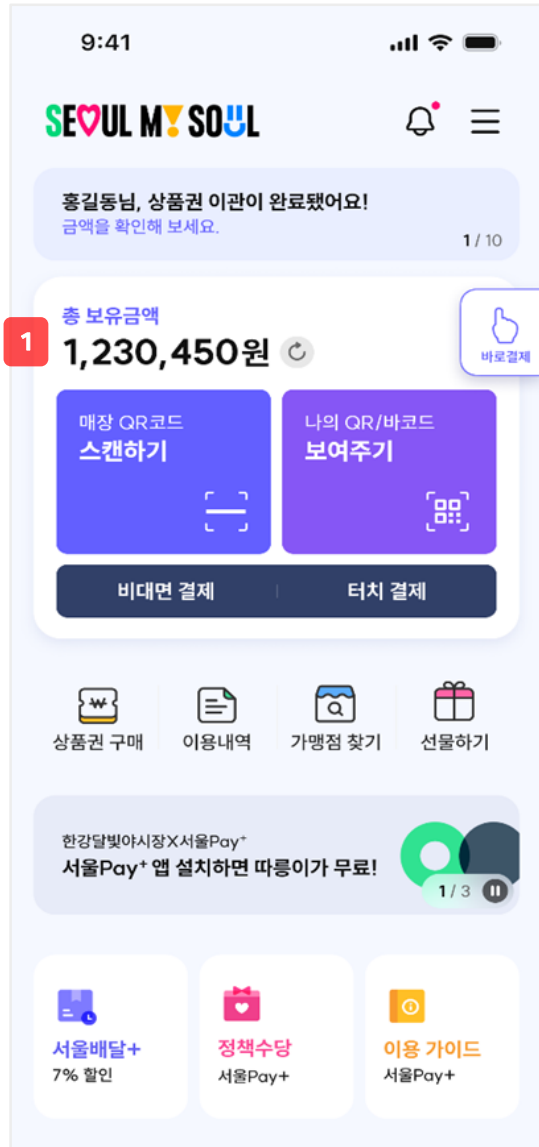 9:41
SEOUL MY SOUL
홍길동님, 상품권 이관이 완료됐어요!
금액을 확인해 보세요.
1 / 10
총 보유금액
1
1,230,450원
바로결제
매장 QR코드
스캔하기
나의 QR/바코드
보여주기
비대면 결제
터치 결제
상품권 구매
이용내역
가맹점 찾기
선물하기
한강달빛야시장X서울Pay⁺
서울Pay⁺ 앱 설치하면 따릉이가 무료!
1 / 3
서울배달+
7% 할인
정책수당
서울Pay+
이용 가이드
서울Pay+